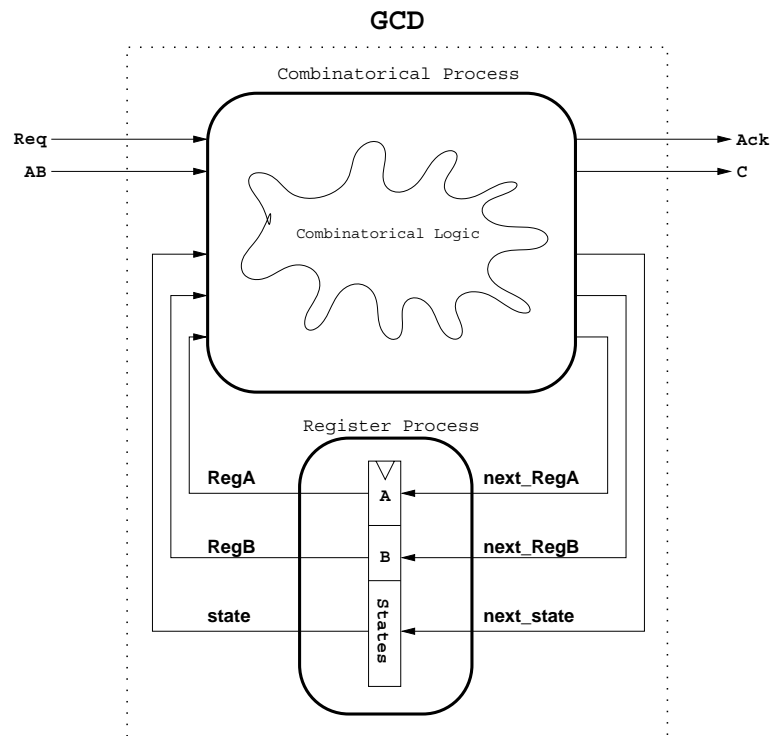 GCD
Combinatorical Process
Req
Ack
AB
C
Combinatorical Logic
Register Process
RegA
A
next_RegA
RegB
B
next_RegB
state
States
next_state